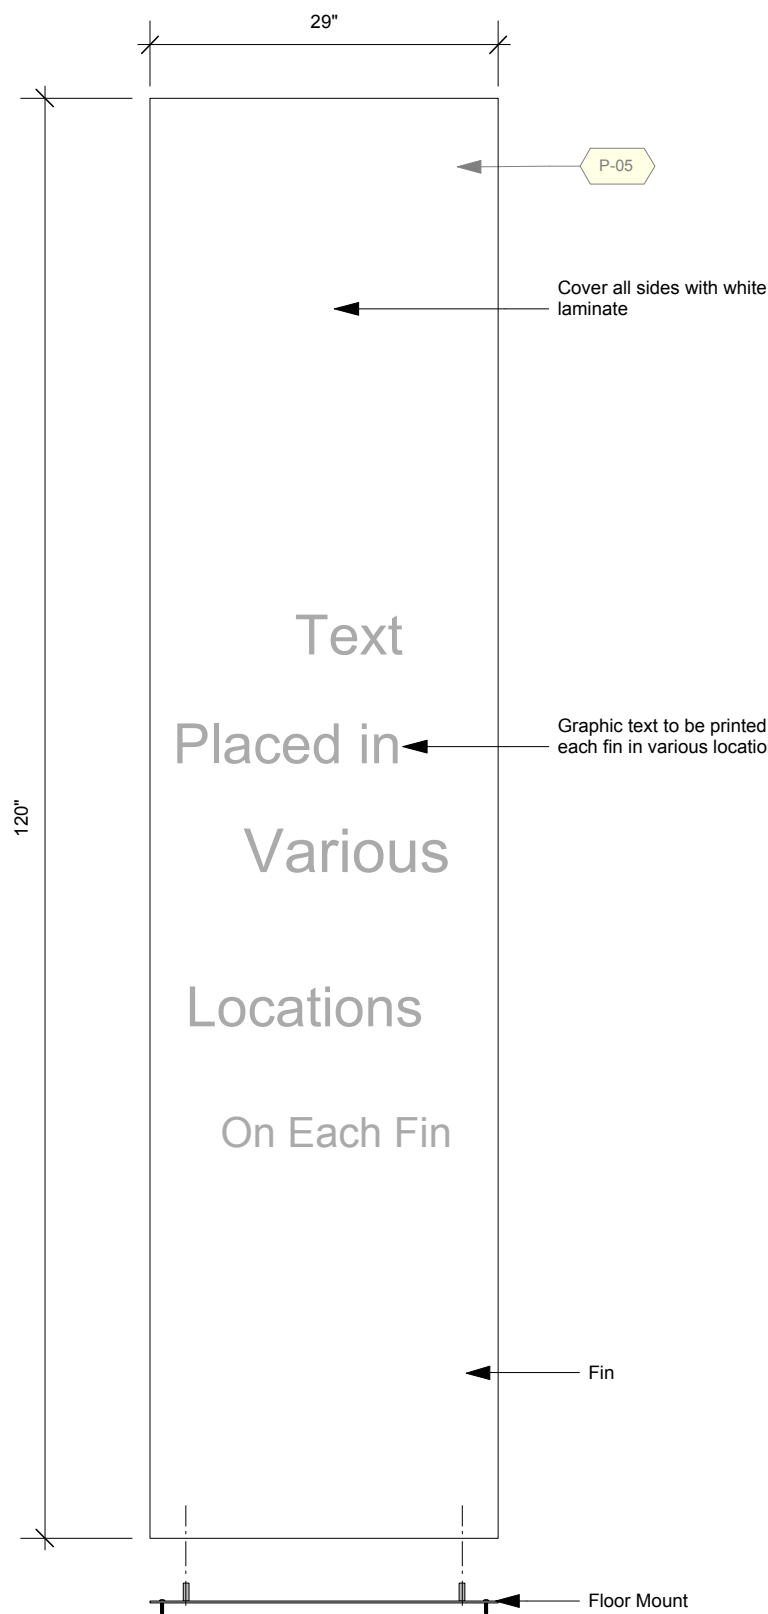 29"
P-05
Cover all sides with white
laminate
Text
Graphic text to be printed
each fin in various locatio
Placed in
120"
Various
Locations
On Each Fin
Fin
Floor Mount